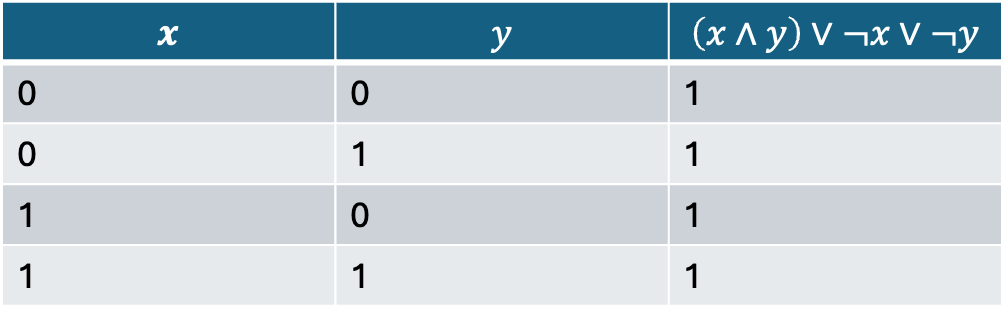 x y (x ∧ y) ∨ ¬x ∨ ¬y
0 0 1
0 1 1
1 0 1
1 1 1